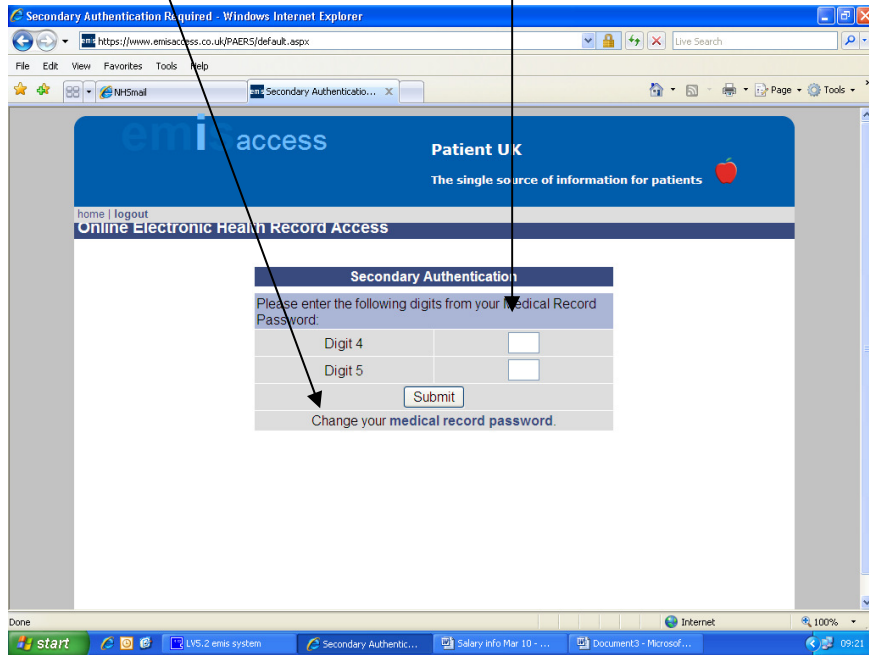 Secondary Authentication Required - Windows Internet Explorer
https://www.emisaccess.co.uk/PAERS/default.aspx
Live Search
File Edit View Favorites Tools Help
NHSmail
Secondary Authenticatio...
Page
Tools
emis access
Patient UK
The single source of information for patients
home | logout
Online Electronic Health Record Access
Secondary Authentication
Please enter the following digits from your Medical Record
Password:
Digit 4
Digit 5
Submit
Change your medical record password.
Done
Internet
100%
start
LV5.2 emis system
Secondary Authentic...
Salary info Mar 10 - ...
Document3 - Microsof...
09:21